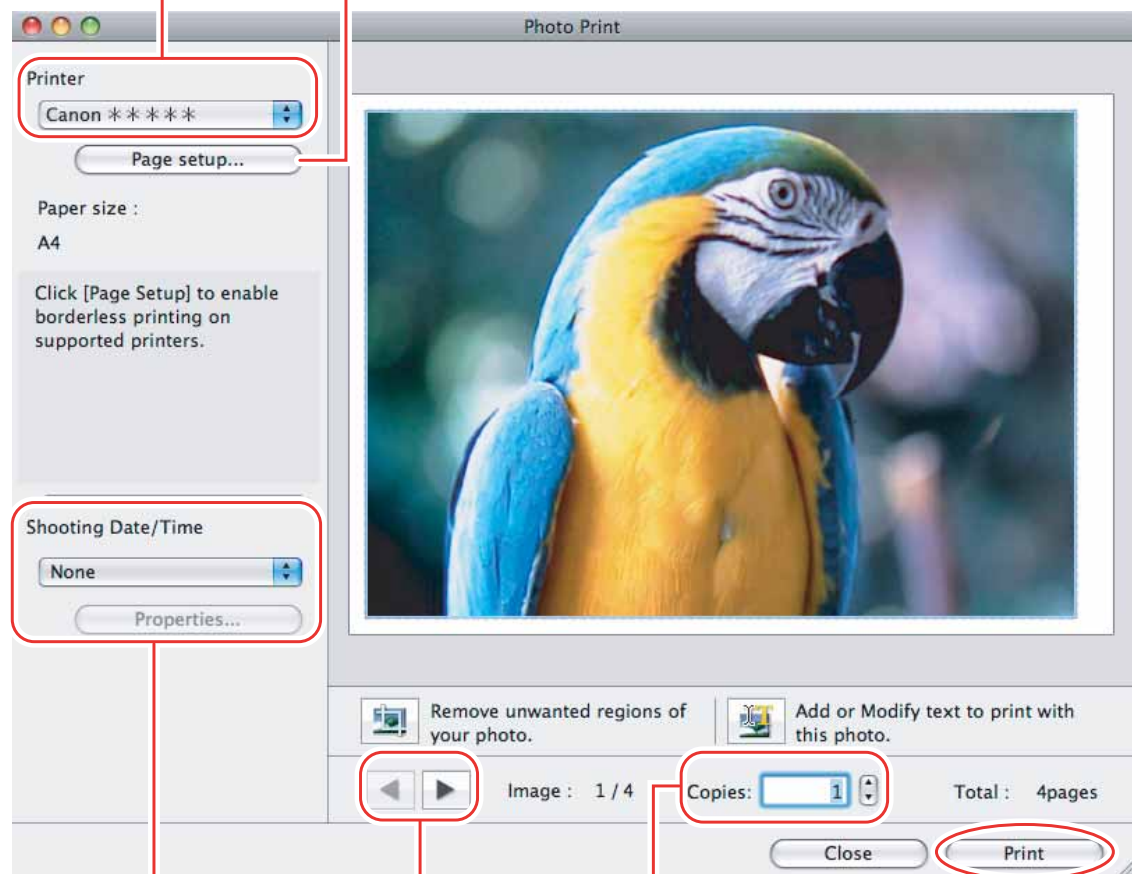 Photo Print
Printer
Canon ＊＊＊＊＊
Page setup...
Paper size :
A4
Click [Page Setup] to enable
borderless printing on
supported printers.
Shooting Date/Time
None
Properties...
Remove unwanted regions of
your photo.
Add or Modify text to print with
this photo.
Image : 1 / 4
Copies: 1
Total : 4pages
Close
Print